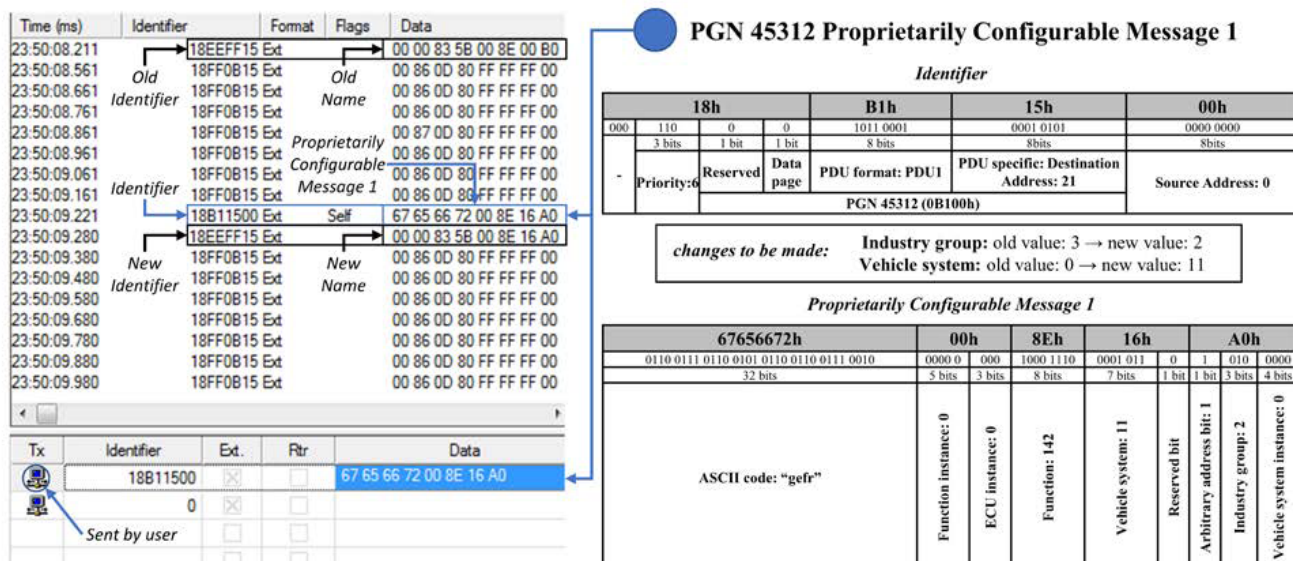 Time (ms) Identifier Format Flags Data
23:50:08.211 18EEFF15 Ext 00 00 83 5B 00 8E 00 B0
23:50:08.561 18FF0B15 Ext 00 86 0D 80 FF FF FF 00
23:50:08.661 18FF0B15 Ext 00 86 0D 80 FF FF FF 00
23:50:08.761 18FF0B15 Ext 00 86 0D 80 FF FF FF 00
23:50:08.861 18FF0B15 Ext 00 87 0D 80 FF FF FF 00
23:50:08.961 18FF0B15 Ext 00 86 0D 80 FF FF FF 00
23:50:09.061 18FF0B15 Ext 00 86 0D 80 FF FF FF 00
23:50:09.161 18FF0B15 Ext 00 86 0D 80 FF FF FF 00
23:50:09.221 18B11500 Ext Self 67 65 66 72 00 8E 16 A0
23:50:09.280 18EEFF15 Ext 00 00 83 5B 00 8E 16 A0
23:50:09.380 18FF0B15 Ext 00 86 0D 80 FF FF FF 00
23:50:09.480 18FF0B15 Ext 00 86 0D 80 FF FF FF 00
23:50:09.580 18FF0B15 Ext 00 86 0D 80 FF FF FF 00
23:50:09.680 18FF0B15 Ext 00 86 0D 80 FF FF FF 00
23:50:09.780 18FF0B15 Ext 00 86 0D 80 FF FF FF 00
23:50:09.880 18FF0B15 Ext 00 86 0D 80 FF FF FF 00
23:50:09.980 18FF0B15 Ext 00 86 0D 80 FF FF FF 00
Old
Identifier
Old
Name
Proprietarily
Configurable
Message 1
Identifier
New
Identifier
New
Name
Tx Identifier Ext. Rtr Data
18B11500 67 65 66 72 00 8E 16 A0
0
Sent by user
PGN 45312 Proprietarily Configurable Message 1
Identifier
18h B1h 15h 00h
000 110 0 0 1011 0001 0001 0101 0000 0000
3 bits 1 bit 1 bit 8 bits 8bits 8bits
- Priority:6 Reserved Data
page PDU format: PDU1 PDU specific: Destination
Address: 21 Source Address: 0
PGN 45312 (0B100h)
changes to be made:
Industry group: old value: 3 → new value: 2
Vehicle system: old value: 0 → new value: 11
Proprietarily Configurable Message 1
67656672h 00h 8Eh 16h A0h
0110 0111 0110 0101 0110 0110 0111 0010 0000 0 000 1000 1110 0001 011 0 1 010 0000
32 bits 5 bits 3 bits 8 bits 7 bits 1 bit 1 bit 3 bits 4 bits
ASCII code: “gefr”
Function instance: 0
ECU instance: 0
Function: 142
Vehicle system: 11
Reserved bit
Arbitrary address bit: 1
Industry group: 2
Vehicle system instance: 0